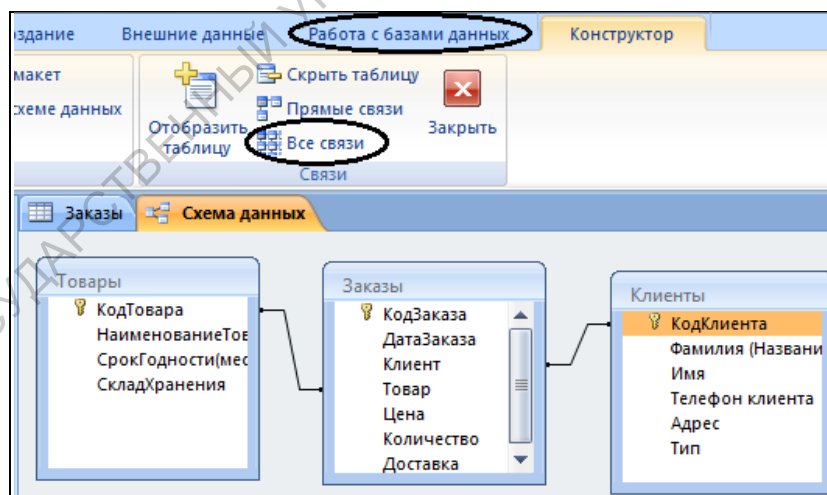 здание Внешние данные Работа с базами данных Конструктор
макет
схеме данных
Отобразить таблицу
Скрыть таблицу
Прямые связи
Все связи
Закрыть
Связи
Заказы Схема данных
Товары
КодТовара
НаименованиеТов
СрокГодности(мес
СкладХранения
Заказы
КодЗаказа
ДатаЗаказа
Клиент
Товар
Цена
Количество
Доставка
Клиенты
КодКлиента
Фамилия (Названи
Имя
Телефон клиента
Адрес
Тип